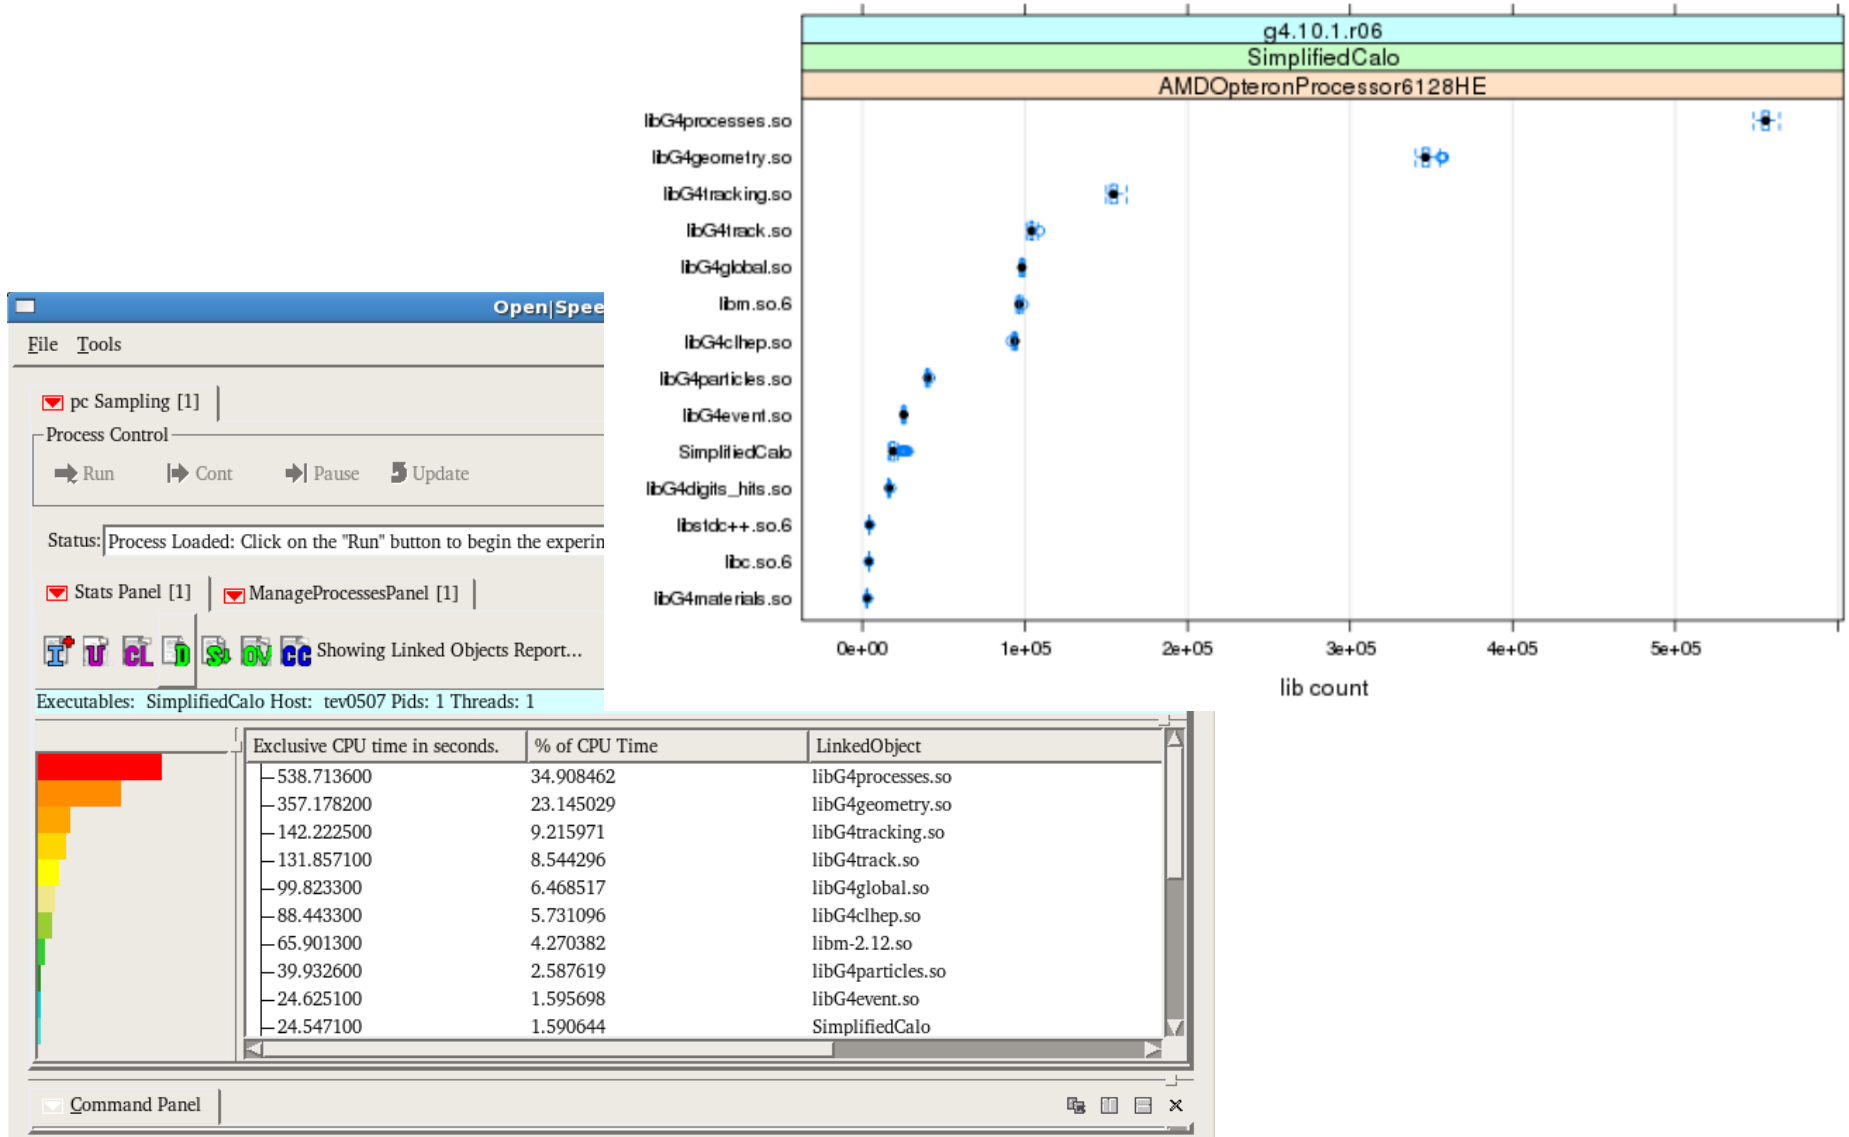 g4.10.1.r06
SimplifiedCalo
AMDOpteronProcessor6128HE
libG4processes.so
libG4geometry.so
libG4tracking.so
libG4track.so
libG4global.so
libm.so.6
libG4clhep.so
libG4particles.so
libG4event.so
SimplifiedCalo
libG4digits_hits.so
libstdc++.so.6
libc.so.6
libG4materials.so
0e+00 1e+05 2e+05 3e+05 4e+05 5e+05
lib count
Open|Spee
File Tools
pc Sampling [1]
Process Control
Run Cont Pause Update
Status: Process Loaded: Click on the "Run" button to begin the experin
Stats Panel [1] ManageProcessesPanel [1]
I U CL D S OV CC Showing Linked Objects Report...
Executables: SimplifiedCalo Host: tev0507 Pids: 1 Threads: 1
Exclusive CPU time in seconds. % of CPU Time LinkedObject
538.713600 34.908462 libG4processes.so
357.178200 23.145029 libG4geometry.so
142.222500 9.215971 libG4tracking.so
131.857100 8.544296 libG4track.so
99.823300 6.468517 libG4global.so
88.443300 5.731096 libG4clhep.so
65.901300 4.270382 libm-2.12.so
39.932600 2.587619 libG4particles.so
24.625100 1.595698 libG4event.so
24.547100 1.590644 SimplifiedCalo
Command Panel